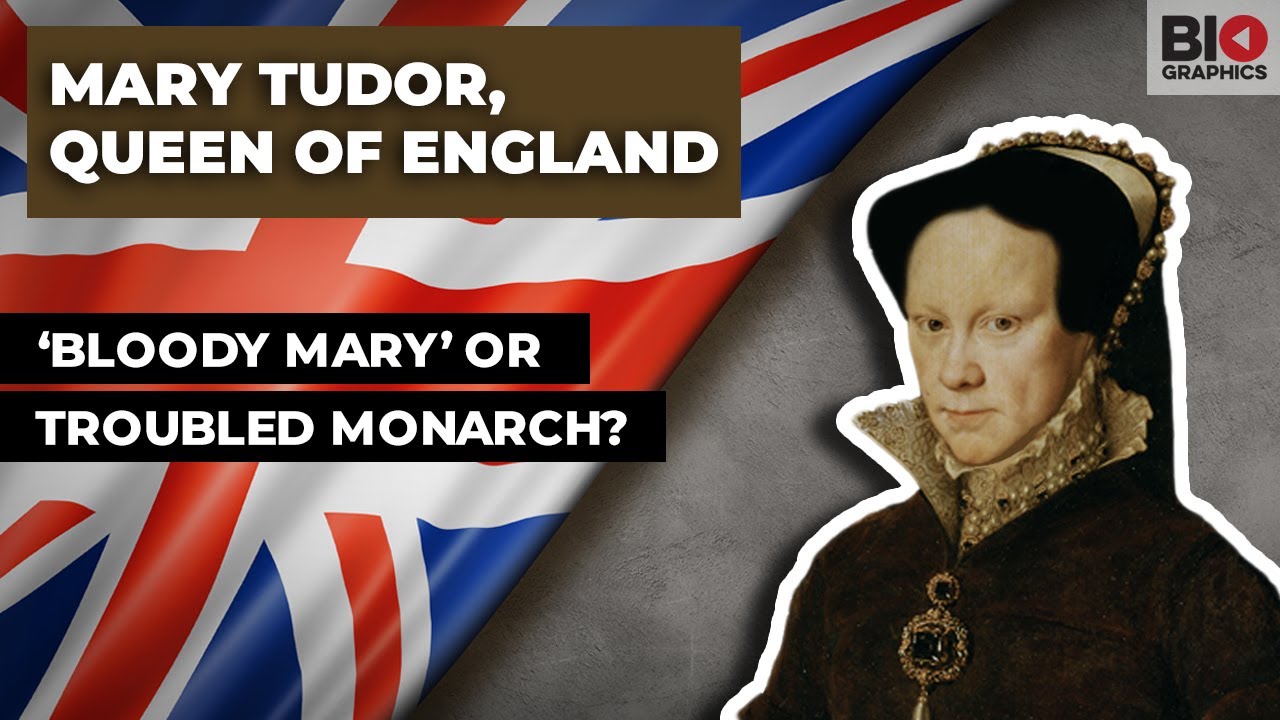 MARY TUDOR,
QUEEN OF ENGLAND
BIO
GRAPHICS
‘BLOODY MARY’ OR
TROUBLED MONARCH?